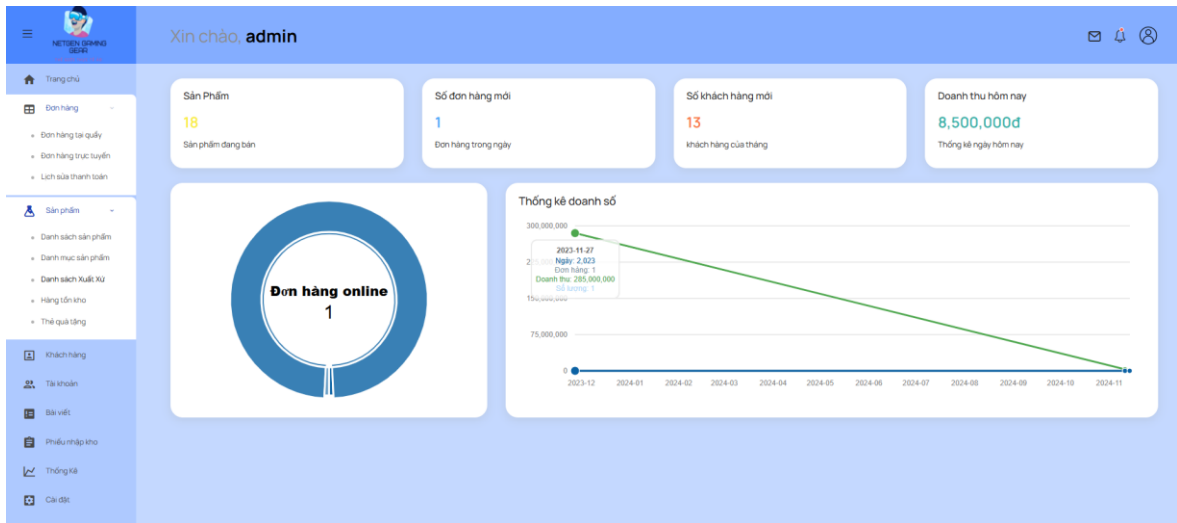 NETGEN GAMING
GEAR
Xin chào, admin
Trang chủ
Đơn hàng
Đơn hàng tại quầy
Đơn hàng trực tuyến
Lịch sửa thanh toán
Sản phẩm
Danh sách sản phẩm
Danh mục sản phẩm
Danh sách Xuất Xứ
Hàng tồn kho
Thẻ quà tặng
Khách hàng
Tài khoản
Bài viết
Phiếu nhập kho
Thống Kê
Cài đặt
Sản Phẩm
18
Sản phẩm đang bán
Số đơn hàng mới
1
Đơn hàng trong ngày
Số khách hàng mới
13
khách hàng của tháng
Doanh thu hôm nay
8,500,000đ
Thống kê ngày hôm nay
Đơn hàng online
1
Thống kê doanh số
300,000,000
2023-11-27
Ngày: 2,023
Đơn hàng: 1
Doanh thu: 285,000,000
Số lượng: 1
150,000,000
75,000,000
0
2023-12 2024-01 2024-02 2024-03 2024-04 2024-05 2024-06 2024-07 2024-08 2024-09 2024-10 2024-11